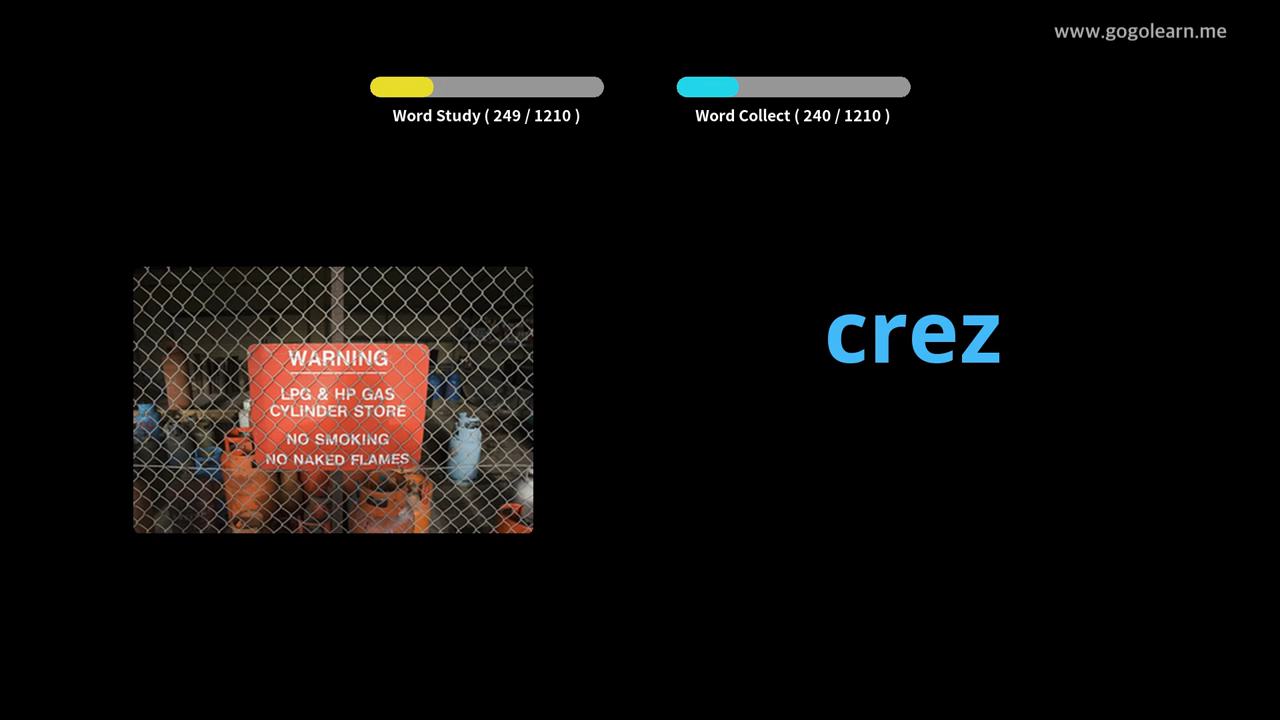 www.gogolearn.me
Word Study ( 249 / 1210 )
Word Collect ( 240 / 1210 )
WARNING
LPG & HP GAS
CYLINDER STORE
NO SMOKING
NO NAKED FLAMES
crez